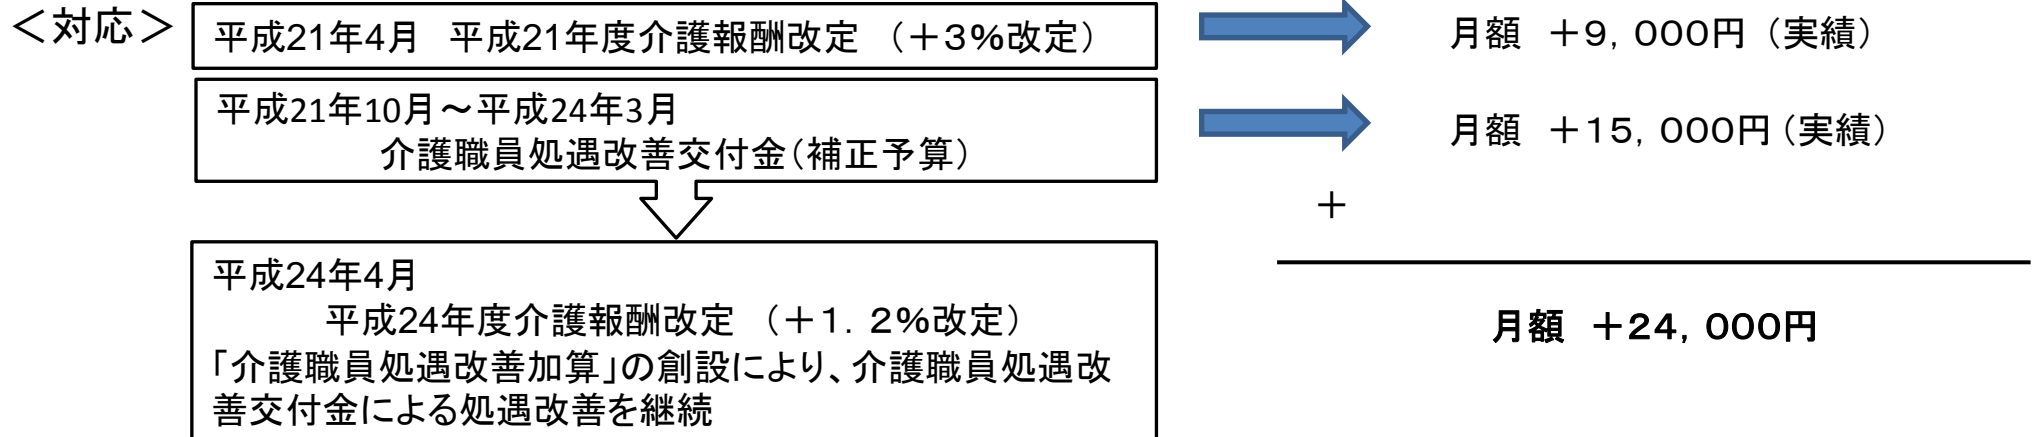 ＜対応＞
平成21年4月　平成21年度介護報酬改定　（＋３％改定）
月額　＋９，０００円（実績）
平成21年10月～平成24年3月
介護職員処遇改善交付金（補正予算）
月額　＋１５，０００円（実績）
＋
平成24年4月
平成24年度介護報酬改定　（＋１．２％改定）
「介護職員処遇改善加算」の創設により、介護職員処遇改
善交付金による処遇改善を継続
月額　＋２４，０００円